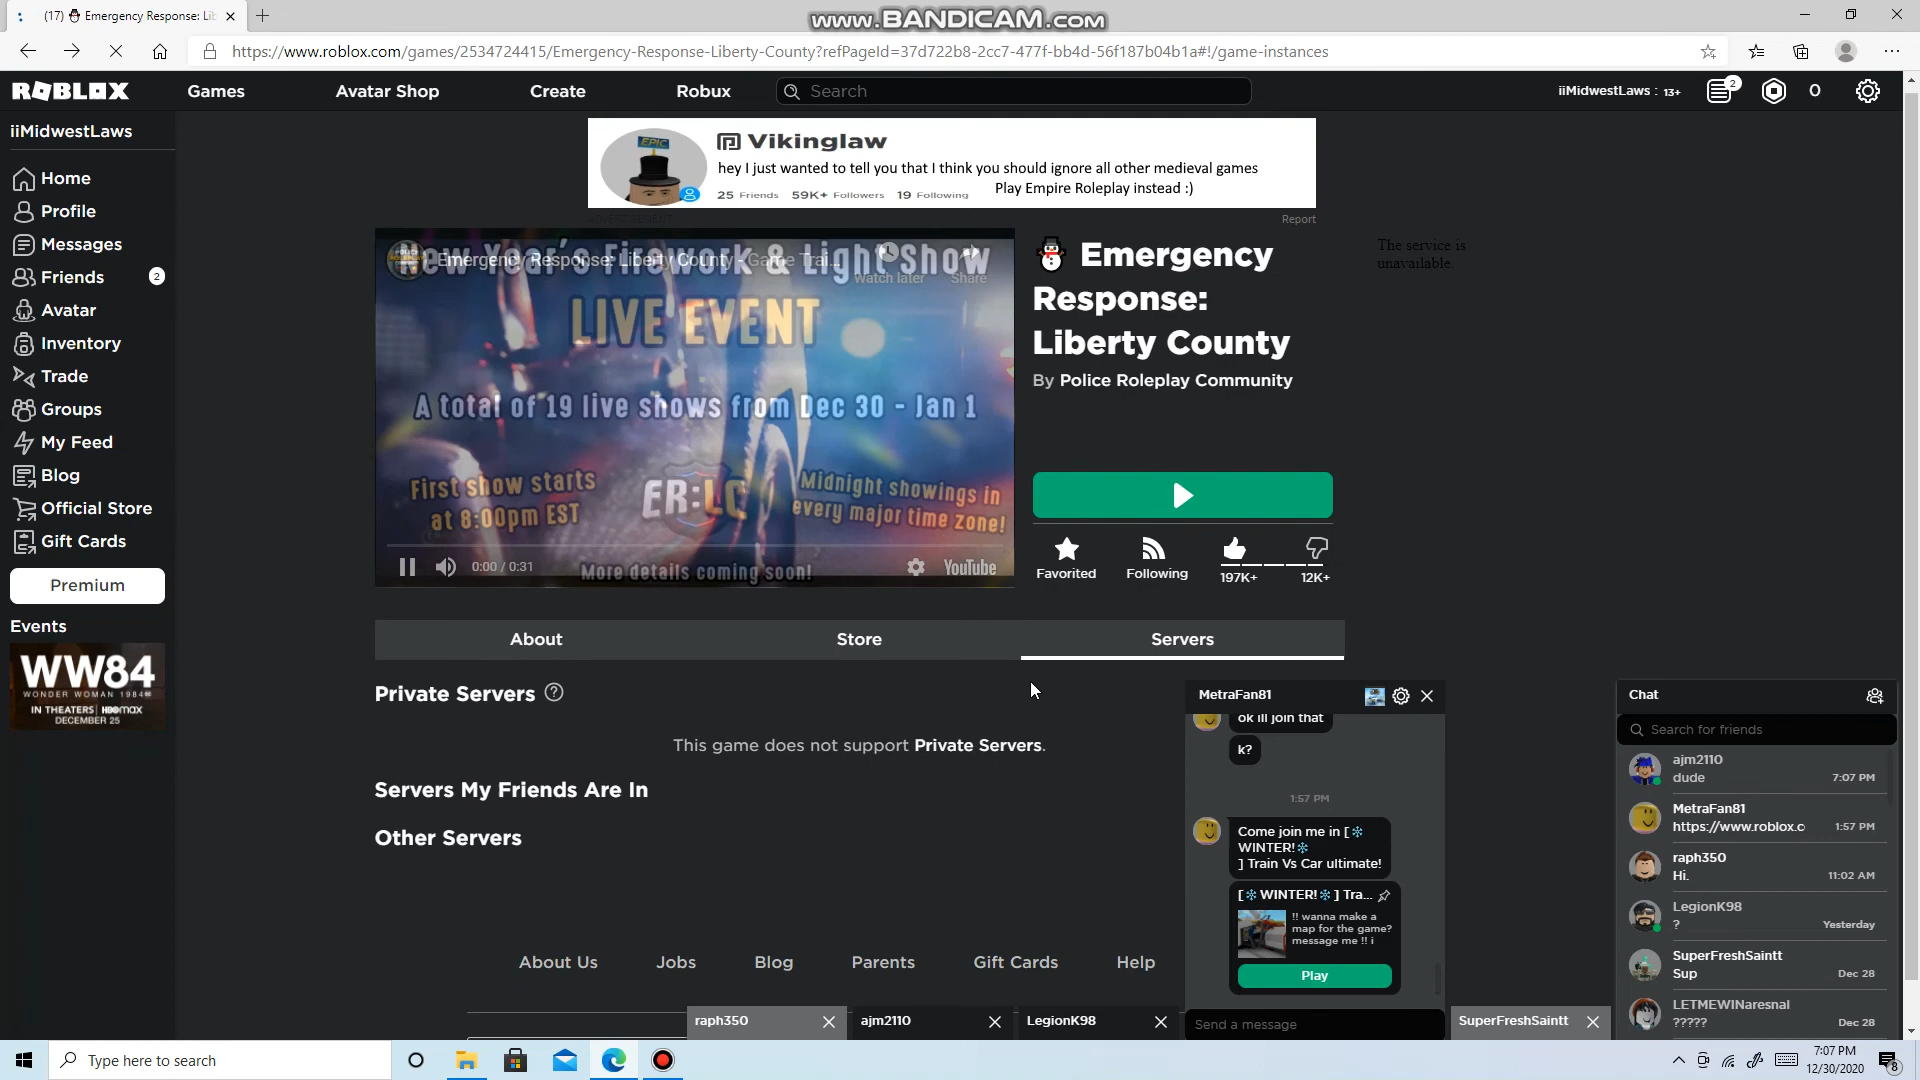 (17) ⛄ Emergency Response: Lib
www.BANDICAM.com
https://www.roblox.com/games/2534724415/Emergency-Response-Liberty-County?refPageId=37d722b8-2cc7-477f-bb4d-56f187b04b1a#!/game-instances
ROBLOX
Games
Avatar Shop
Create
Robux
Search
iiMidwestLaws : 13+
2
0
iiMidwestLaws
Home
Profile
Messages
Friends
2
Avatar
Inventory
Trade
Groups
My Feed
Blog
Official Store
Gift Cards
Premium
Events
WW84
WONDER WOMAN 1984
IN THEATERS | HBOmax
DECEMBER 25
EPIC
Vikinglaw
hey I just wanted to tell you that I think you should ignore all other medieval games
Play Empire Roleplay instead :)
25 Friends 59K+ Followers 19 Following
ADVERTISEMENT
Report
New Year's Firework & Light Show
Emergency Response: Liberty County - Game Trai...
Watch later
Share
LIVE EVENT
A total of 19 live shows from Dec 30 - Jan 1
First show starts
at 8:00pm EST
ER:LC
Midnight showings in
every major time zone!
0:00 / 0:31
More details coming soon!
YouTube
⛄ Emergency
Response:
Liberty County
By Police Roleplay Community
The service is
unavailable.
Favorited
Following
197K+
12K+
About
Store
Servers
Private Servers
This game does not support Private Servers.
Servers My Friends Are In
Other Servers
About Us
Jobs
Blog
Parents
Gift Cards
Help
MetraFan81
ok ill join that
k?
1:57 PM
Come join me in [❄
WINTER!❄
] Train Vs Car ultimate!
[❄WINTER!❄] Tra...
!! wanna make a
map for the game?
message me !! i
Play
Send a message
Chat
Search for friends
ajm2110
dude
7:07 PM
MetraFan81
https://www.roblox.c
1:57 PM
raph350
Hi.
11:02 AM
LegionK98
?
Yesterday
SuperFreshSaintt
Sup
Dec 28
LETMEWINaresnal
?????
Dec 28
raph350
ajm2110
LegionK98
SuperFreshSaintt
Type here to search
7:07 PM
12/30/2020
8